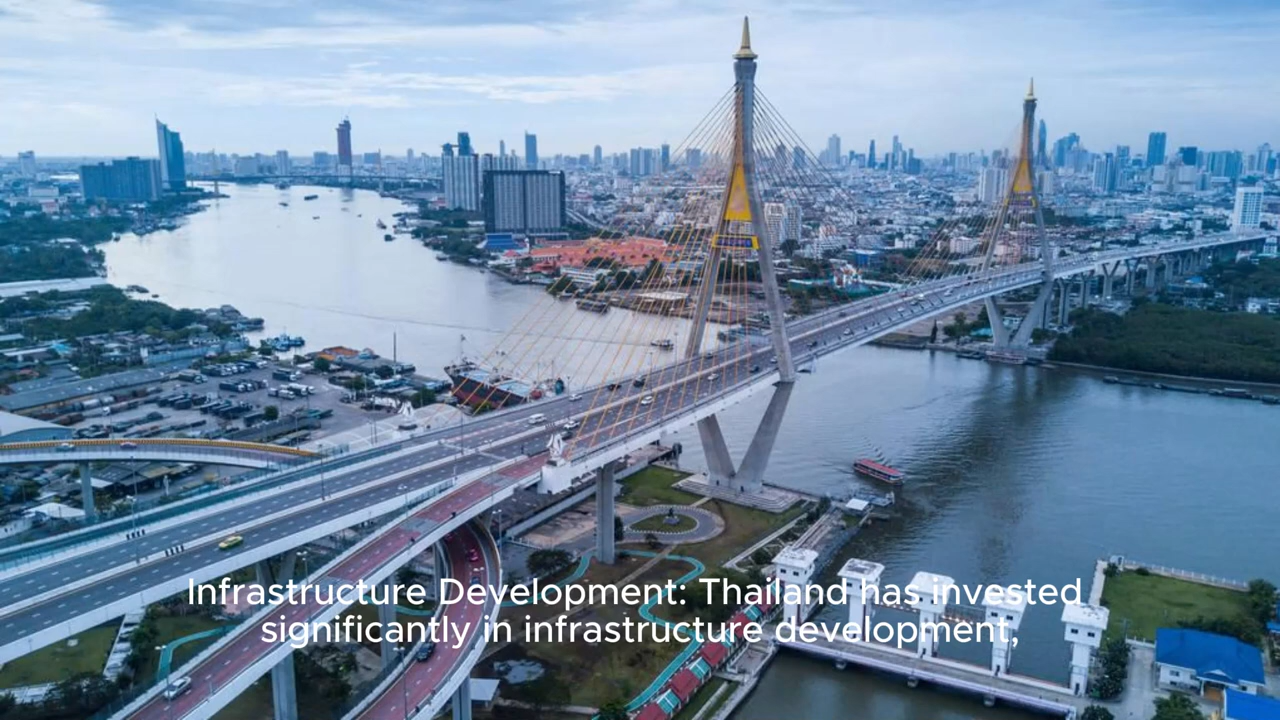 Infrastructure Development: Thailand has invested
significantly in infrastructure development,